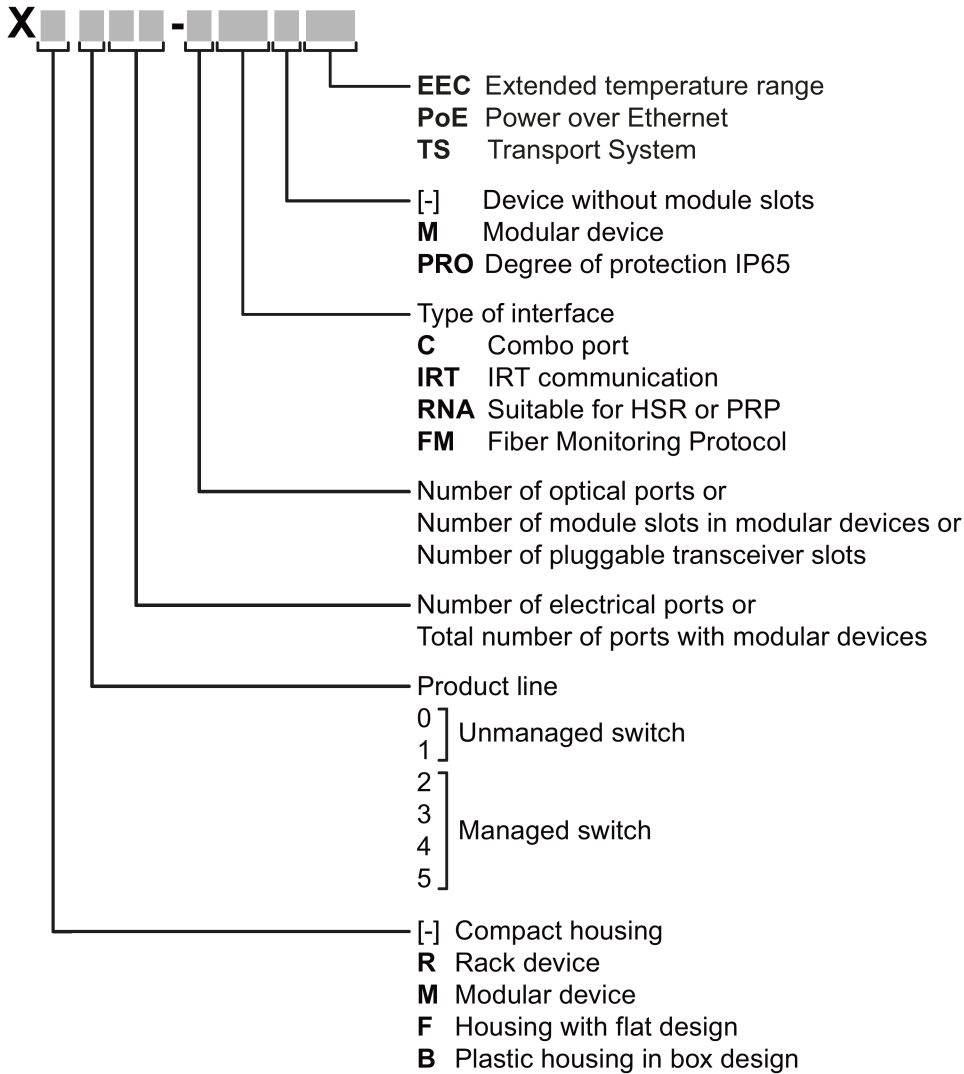 X -
EEC Extended temperature range
PoE Power over Ethernet
TS Transport System
[-] Device without module slots
M Modular device
PRO Degree of protection IP65
Type of interface
C Combo port
IRT IRT communication
RNA Suitable for HSR or PRP
FM Fiber Monitoring Protocol
Number of optical ports or
Number of module slots in modular devices or
Number of pluggable transceiver slots
Number of electrical ports or
Total number of ports with modular devices
Product line
0
Unmanaged switch
1
2
3
Managed switch
4
5
[-] Compact housing
R Rack device
M Modular device
F Housing with flat design
B Plastic housing in box design